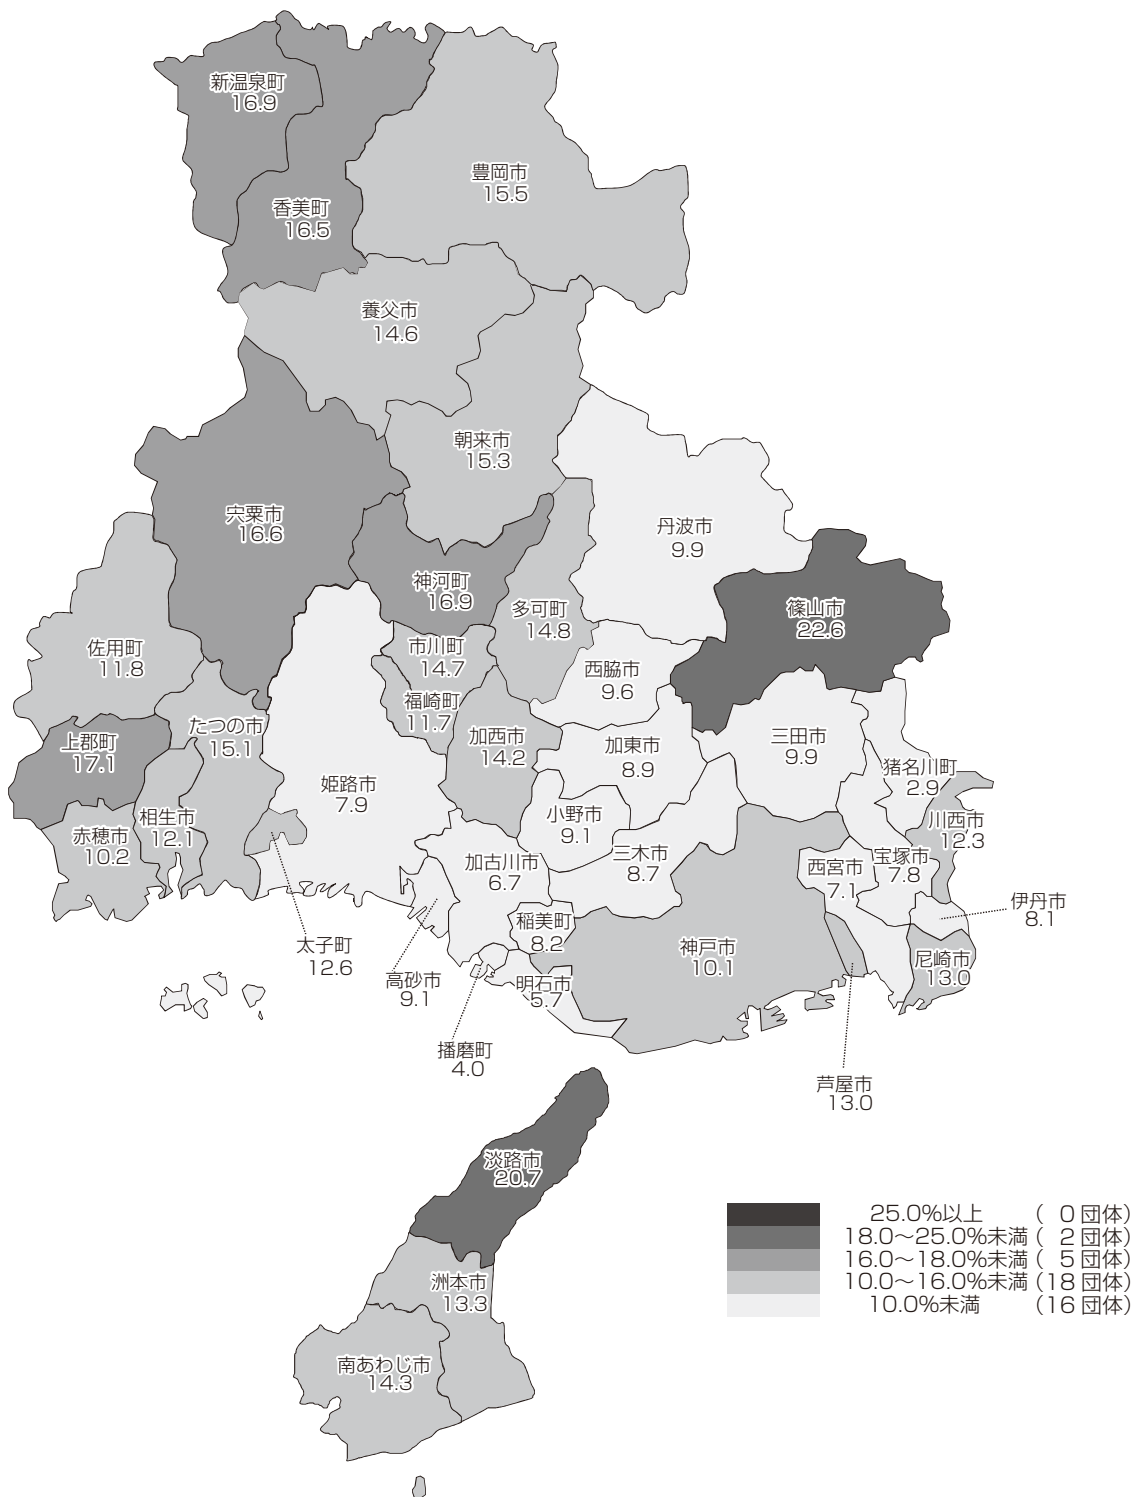 新温泉町
16.9
香美町
16.5
豊岡市
15.5
養父市
14.6
朝来市
15.3
宍粟市
16.6
丹波市
9.9
神河町
16.9
多可町
14.8
篠山市
22.6
佐用町
11.8
市川町
14.7
西脇市
9.6
福崎町
11.7
上郡町
17.1
たつの市
15.1
加西市
14.2
加東市
8.9
三田市
9.9
猪名川町
2.9
姫路市
7.9
相生市
12.1
赤穂市
10.2
小野市
9.1
川西市
12.3
三木市
8.7
加古川市
6.7
西宮市
7.1
宝塚市
7.8
伊丹市
8.1
稲美町
8.2
太子町
12.6
神戸市
10.1
尼崎市
13.0
高砂市
9.1
明石市
5.7
播磨町
4.0
芦屋市
13.0
淡路市
20.7
洲本市
13.3
南あわじ市
14.3
25.0%以上 ( 0団体)
18.0～25.0%未満 ( 2団体)
16.0～18.0%未満 ( 5団体)
10.0～16.0%未満 (18団体)
10.0%未満 (16団体)